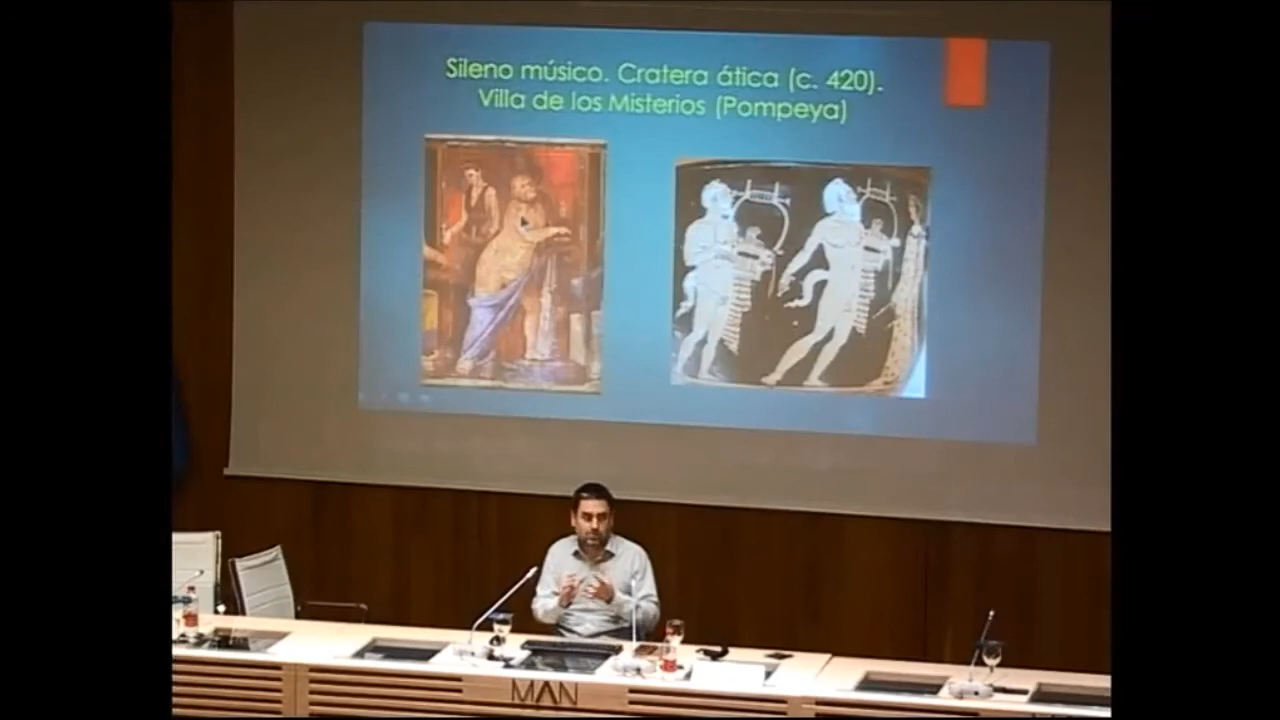 Sileno músico. Cratera ática (c. 420).
Villa de los Misterios (Pompeya)
MAN